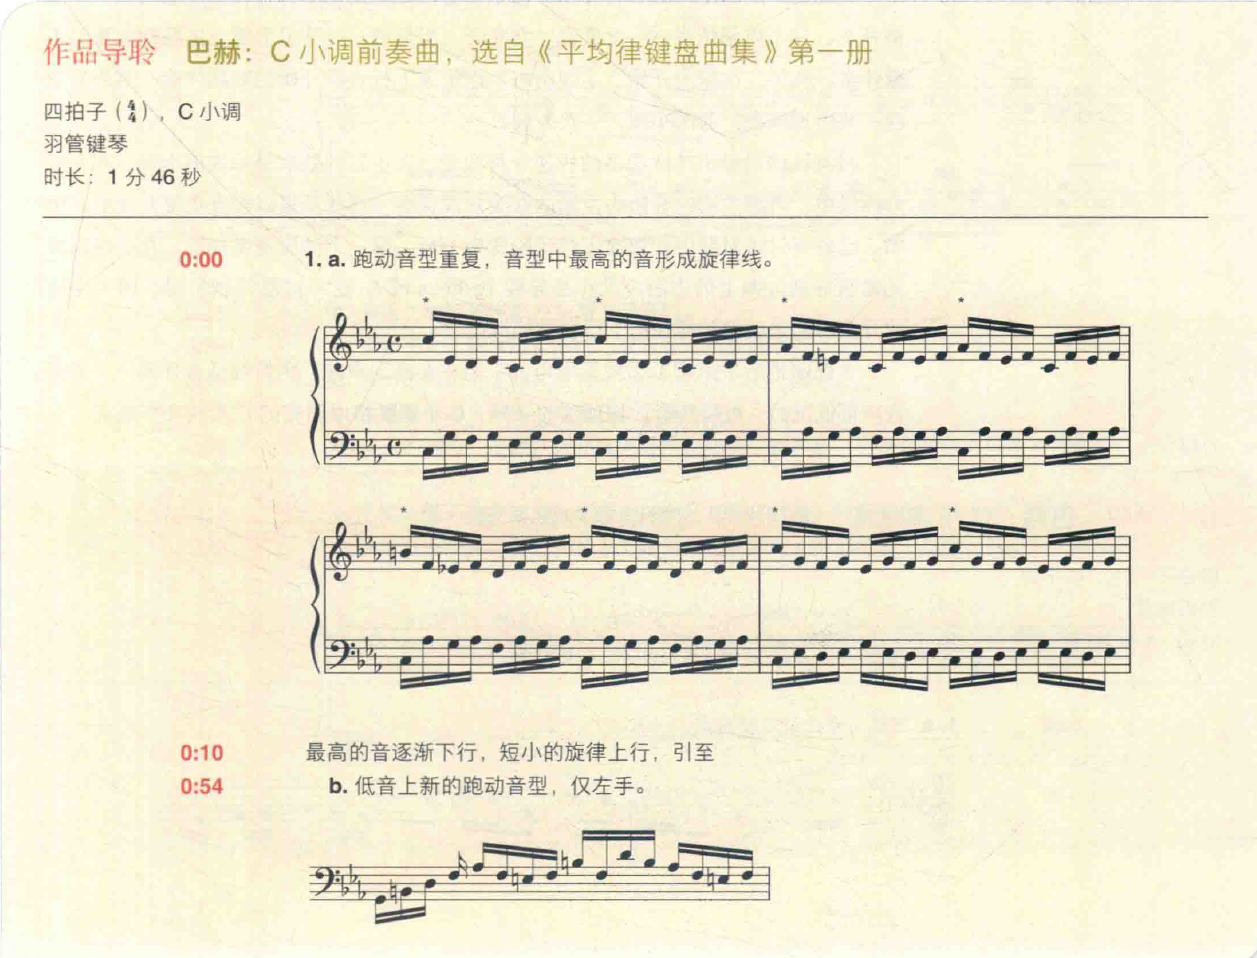 作品导聆 巴赫：C 小调前奏曲，选自《平均律键盘曲集》第一册
四拍子（4/4），C 小调
羽管键琴
时长：1 分 46 秒
0:00 1. a. 跑动音型重复，音型中最高的音形成旋律线。
* * * *
*
0:10 最高的音逐渐下行，短小的旋律上行，引至
0:54 b. 低音上新的跑动音型，仅左手。